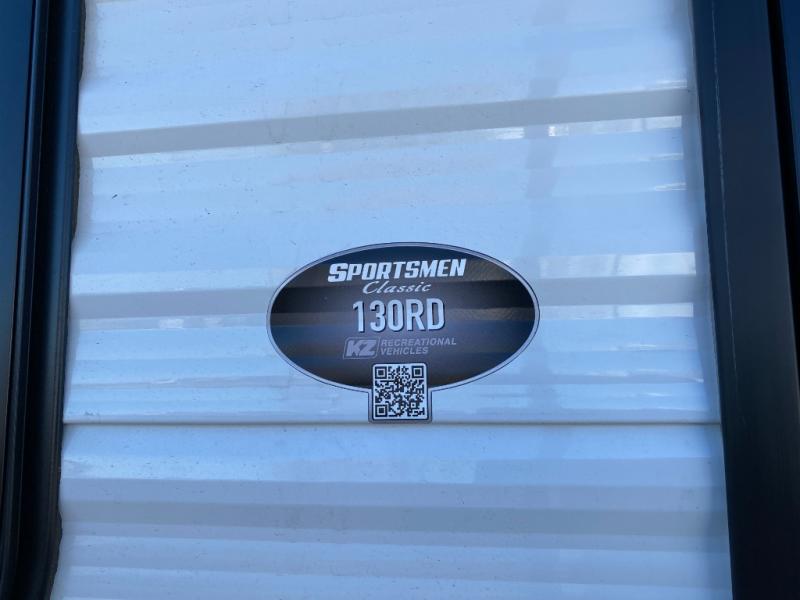 SPORTSMEN
Classic
130RD
KZ RECREATIONAL
VEHICLES